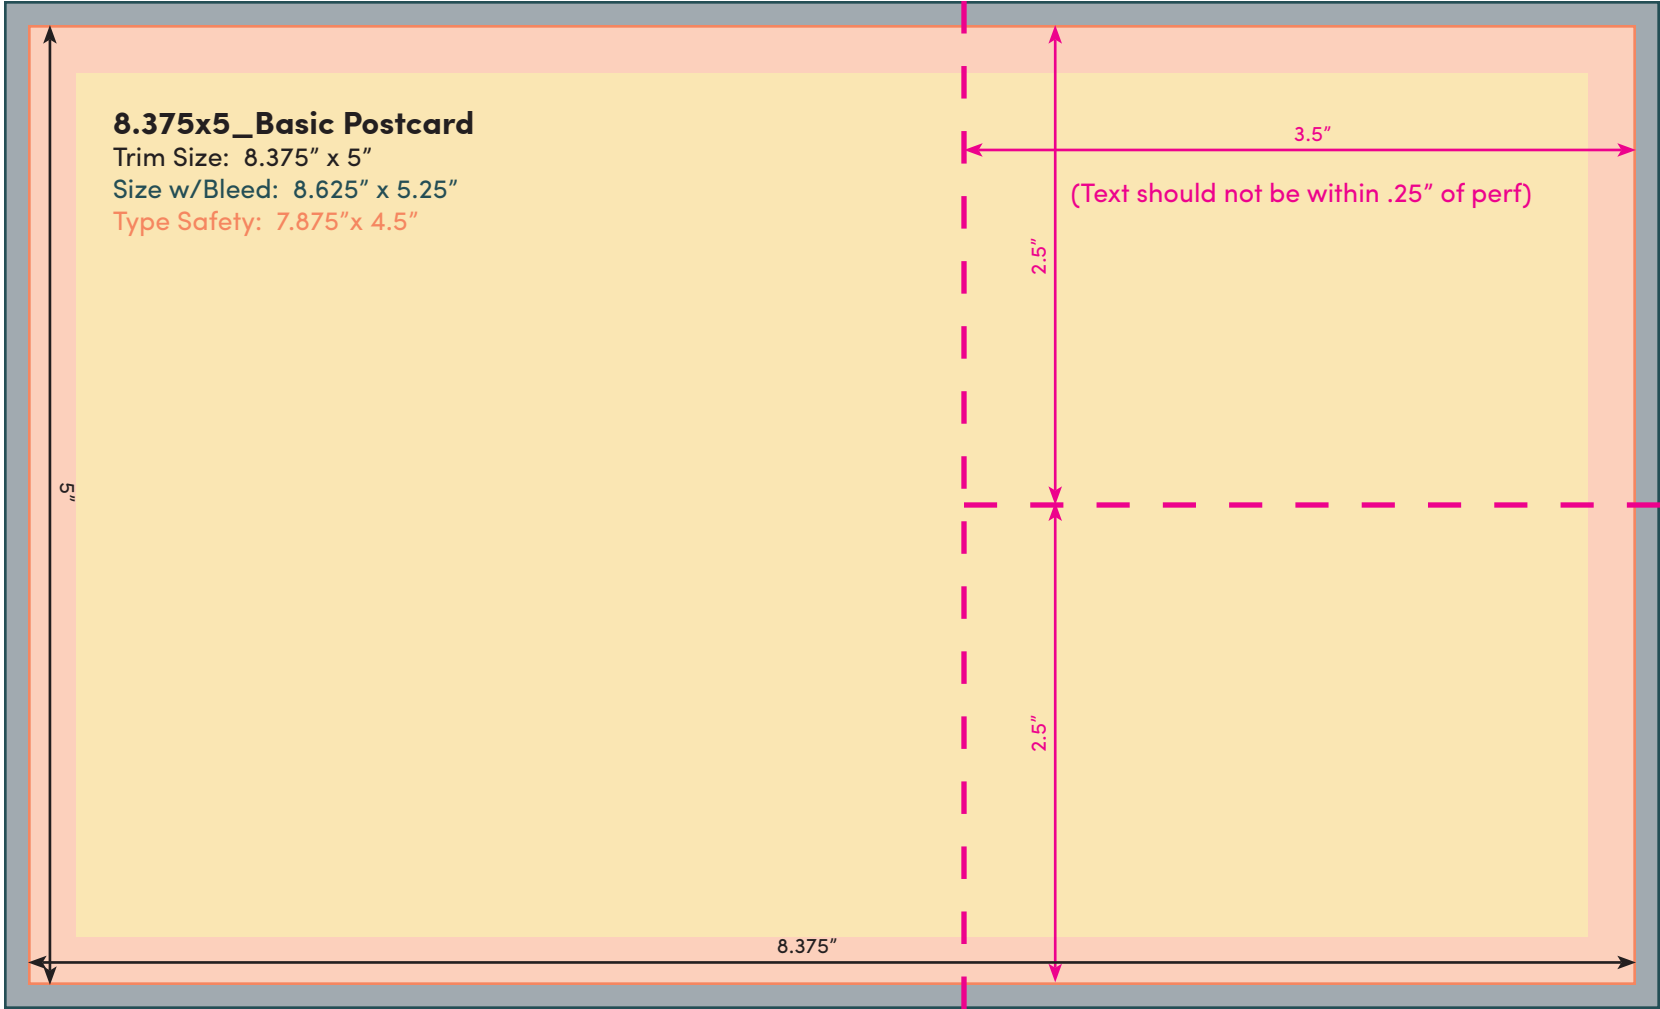 8.375x5_Basic Postcard
Trim Size:  8.375” x 5”
Size w/Bleed:  8.625” x 5.25”
Type Safety:  7.875”x 4.5”
3.5”
(Text should not be within .25” of perf)
2.5”
5”
2.5”
8.375”